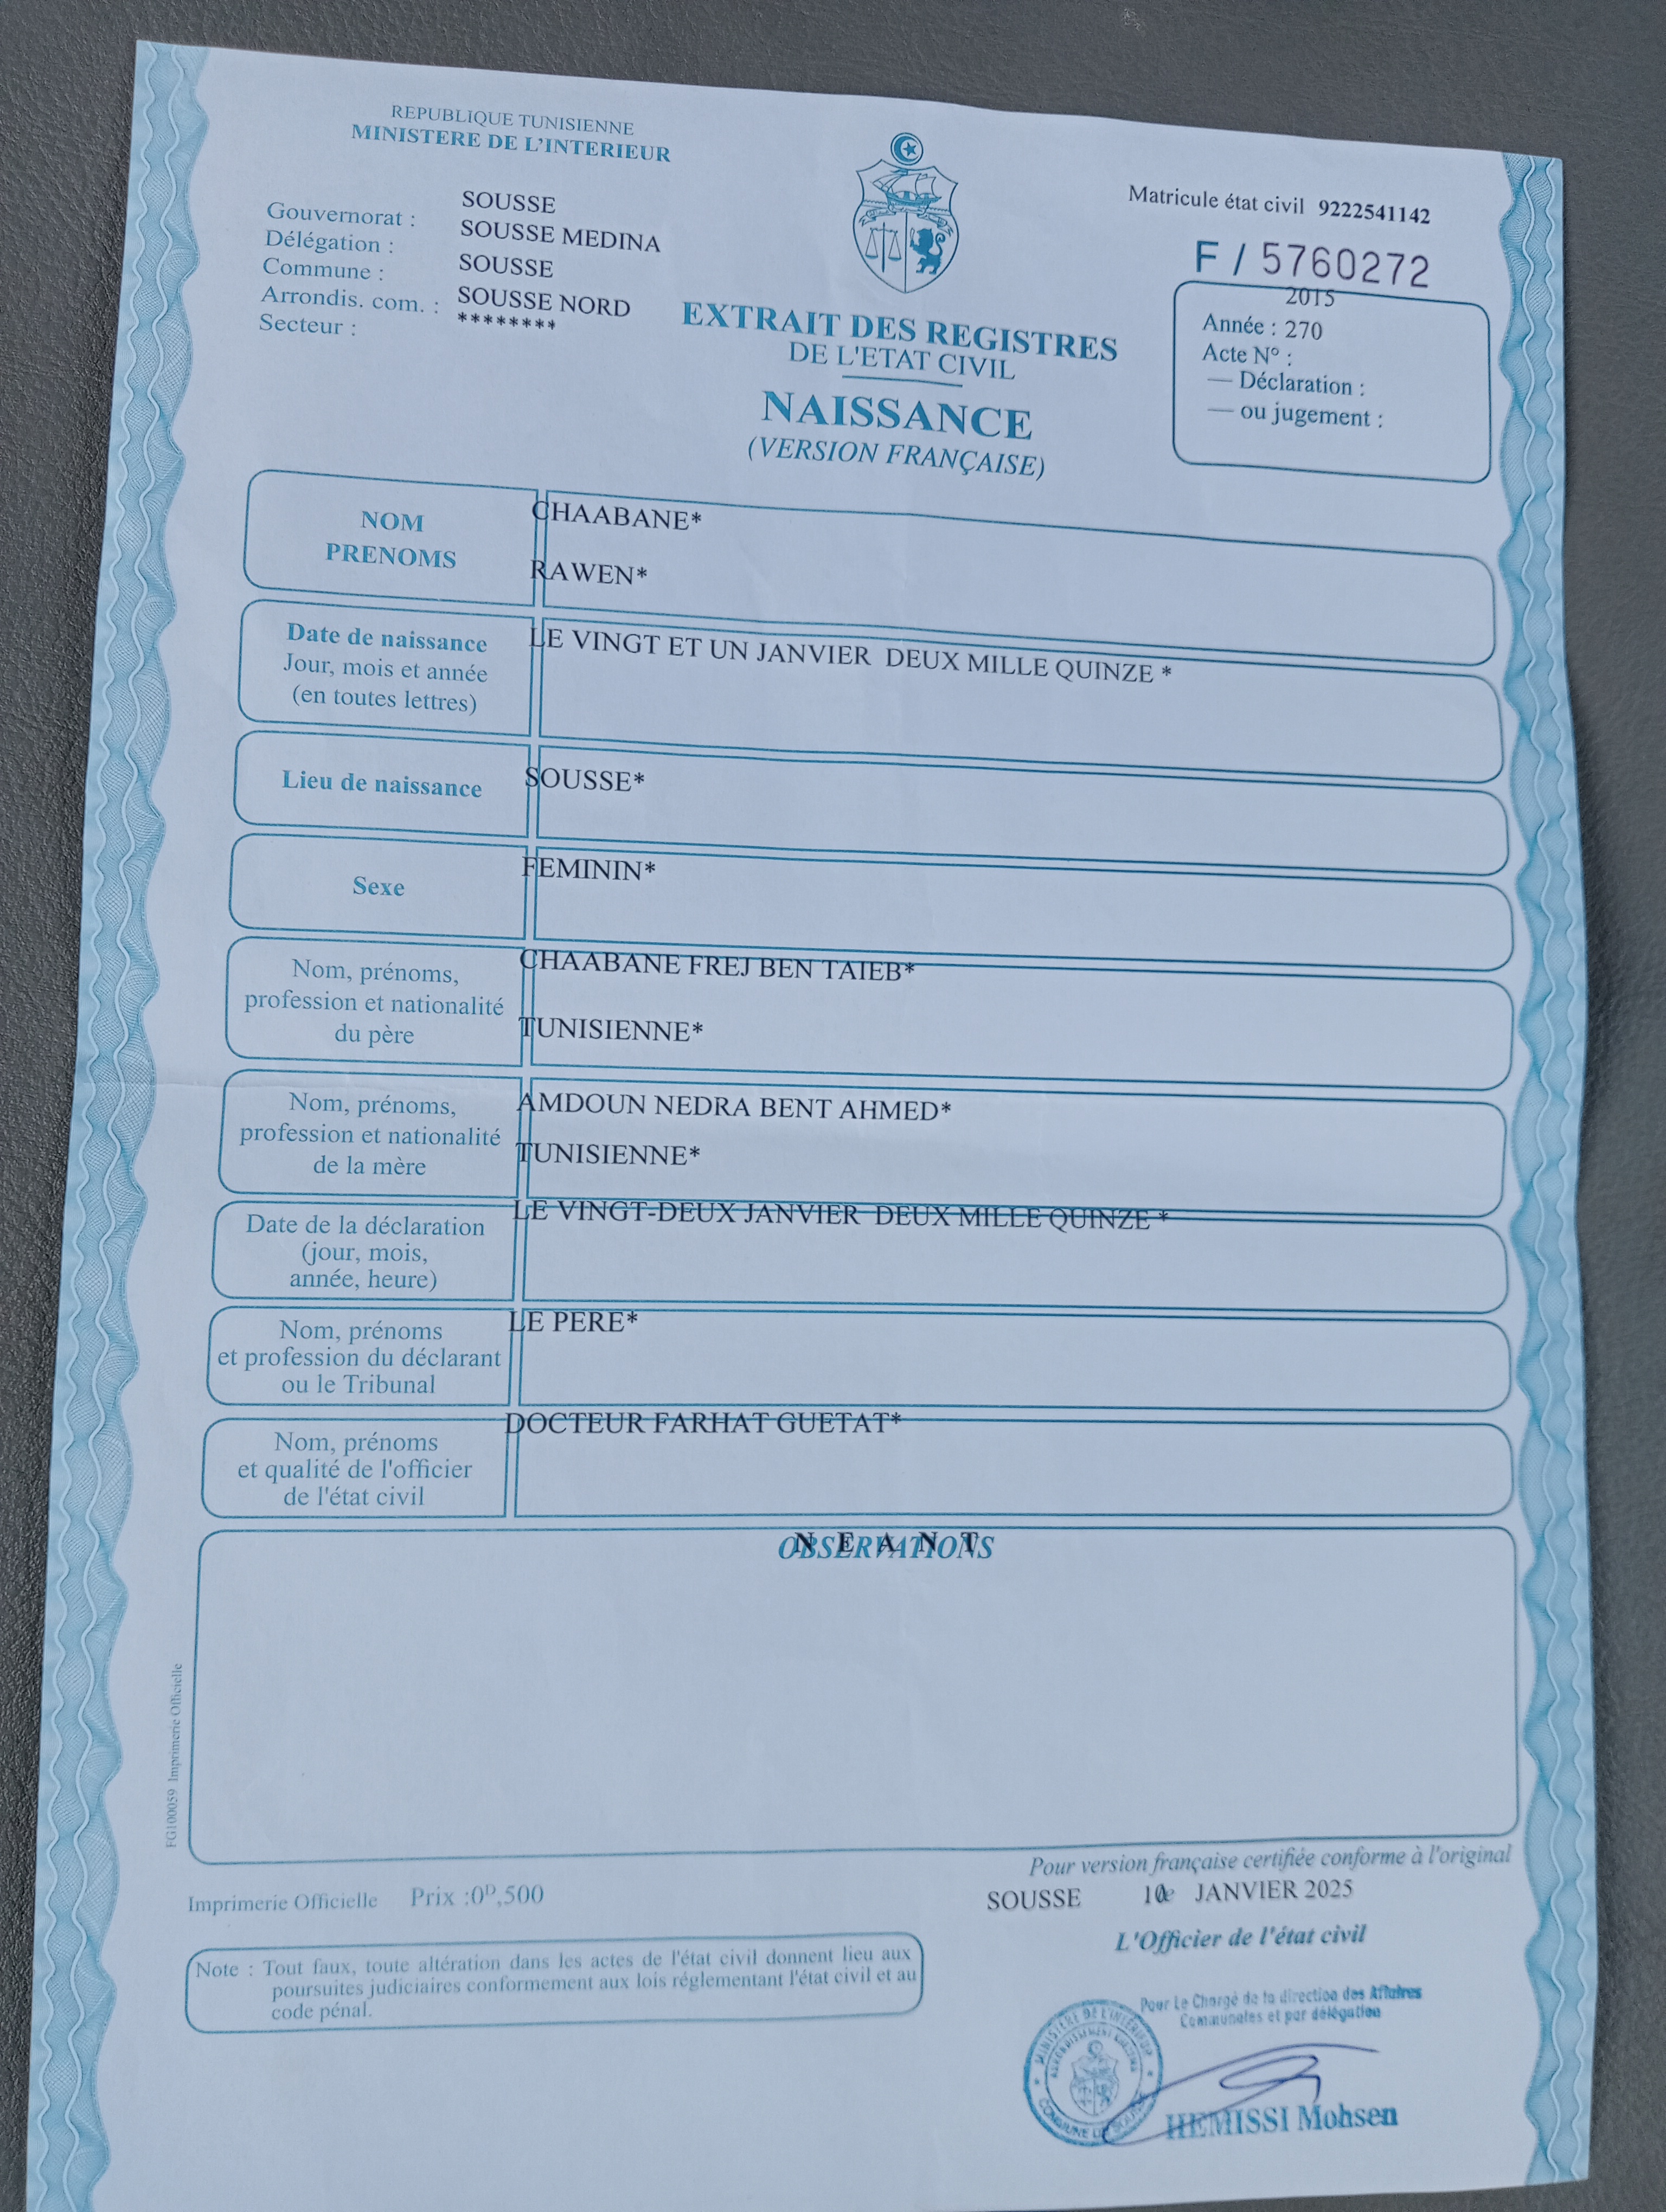 REPUBLIQUE TUNISIENNE
MINISTERE DE L'INTERIEUR
Gouvernorat : SOUSSE
Délégation : SOUSSE MEDINA
Commune : SOUSSE
Arrondis. com. : SOUSSE NORD
Secteur : ********
Matricule état civil 9222541142
F / 5760272
2015
Année : 270
Acte N° :
— Déclaration :
— ou jugement :
EXTRAIT DES REGISTRES
DE L'ETAT CIVIL
NAISSANCE
(VERSION FRANÇAISE)
NOM CHAABANE*
PRENOMS RAWEN*
Date de naissance LE VINGT ET UN JANVIER DEUX MILLE QUINZE *
Jour, mois et année
(en toutes lettres)
Lieu de naissance SOUSSE*
Sexe FEMININ*
Nom, prénoms, CHAABANE FREJ BEN TAIEB*
profession et nationalité
du père TUNISIENNE*
Nom, prénoms, AMDOUN NEDRA BENT AHMED*
profession et nationalité
de la mère TUNISIENNE*
Date de la déclaration LE VINGT-DEUX JANVIER DEUX MILLE QUINZE *
(jour, mois,
année, heure)
Nom, prénoms LE PERE*
et profession du déclarant
ou le Tribunal
DOCTEUR FARHAT GUETAT*
Nom, prénoms
et qualité de l'officier
de l'état civil
OBSERVATIONS
N E A N T
FG100059 Imprimerie Officielle
Pour version française certifiée conforme à l'original
Imprimerie Officielle Prix :0D,500
SOUSSE le 10 JANVIER 2025
L'Officier de l'état civil
Note : Tout faux, toute altération dans les actes de l'état civil donnent lieu aux
poursuites judiciaires conformement aux lois réglementant l'état civil et au
code pénal.
Pour Le Chargé de la direction des Affaires
Communales et par délégation
MINISTERE DE L'INTERIEUR
COMMUNE DE SOUSSE
HEMISSI Mohsen